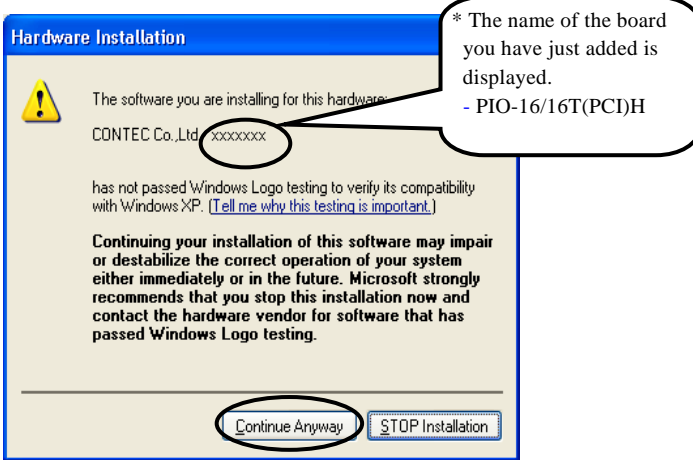 Hardware Installation
* The name of the board
you have just added is
displayed.
- PIO-16/16T(PCI)H
The software you are installing for this hardware:
CONTEC Co.,Ltd. xxxxxxx
has not passed Windows Logo testing to verify its compatibility
with Windows XP. (Tell me why this testing is important.)
Continuing your installation of this software may impair
or destabilize the correct operation of your system
either immediately or in the future. Microsoft strongly
recommends that you stop this installation now and
contact the hardware vendor for software that has
passed Windows Logo testing.
Continue Anyway
STOP Installation